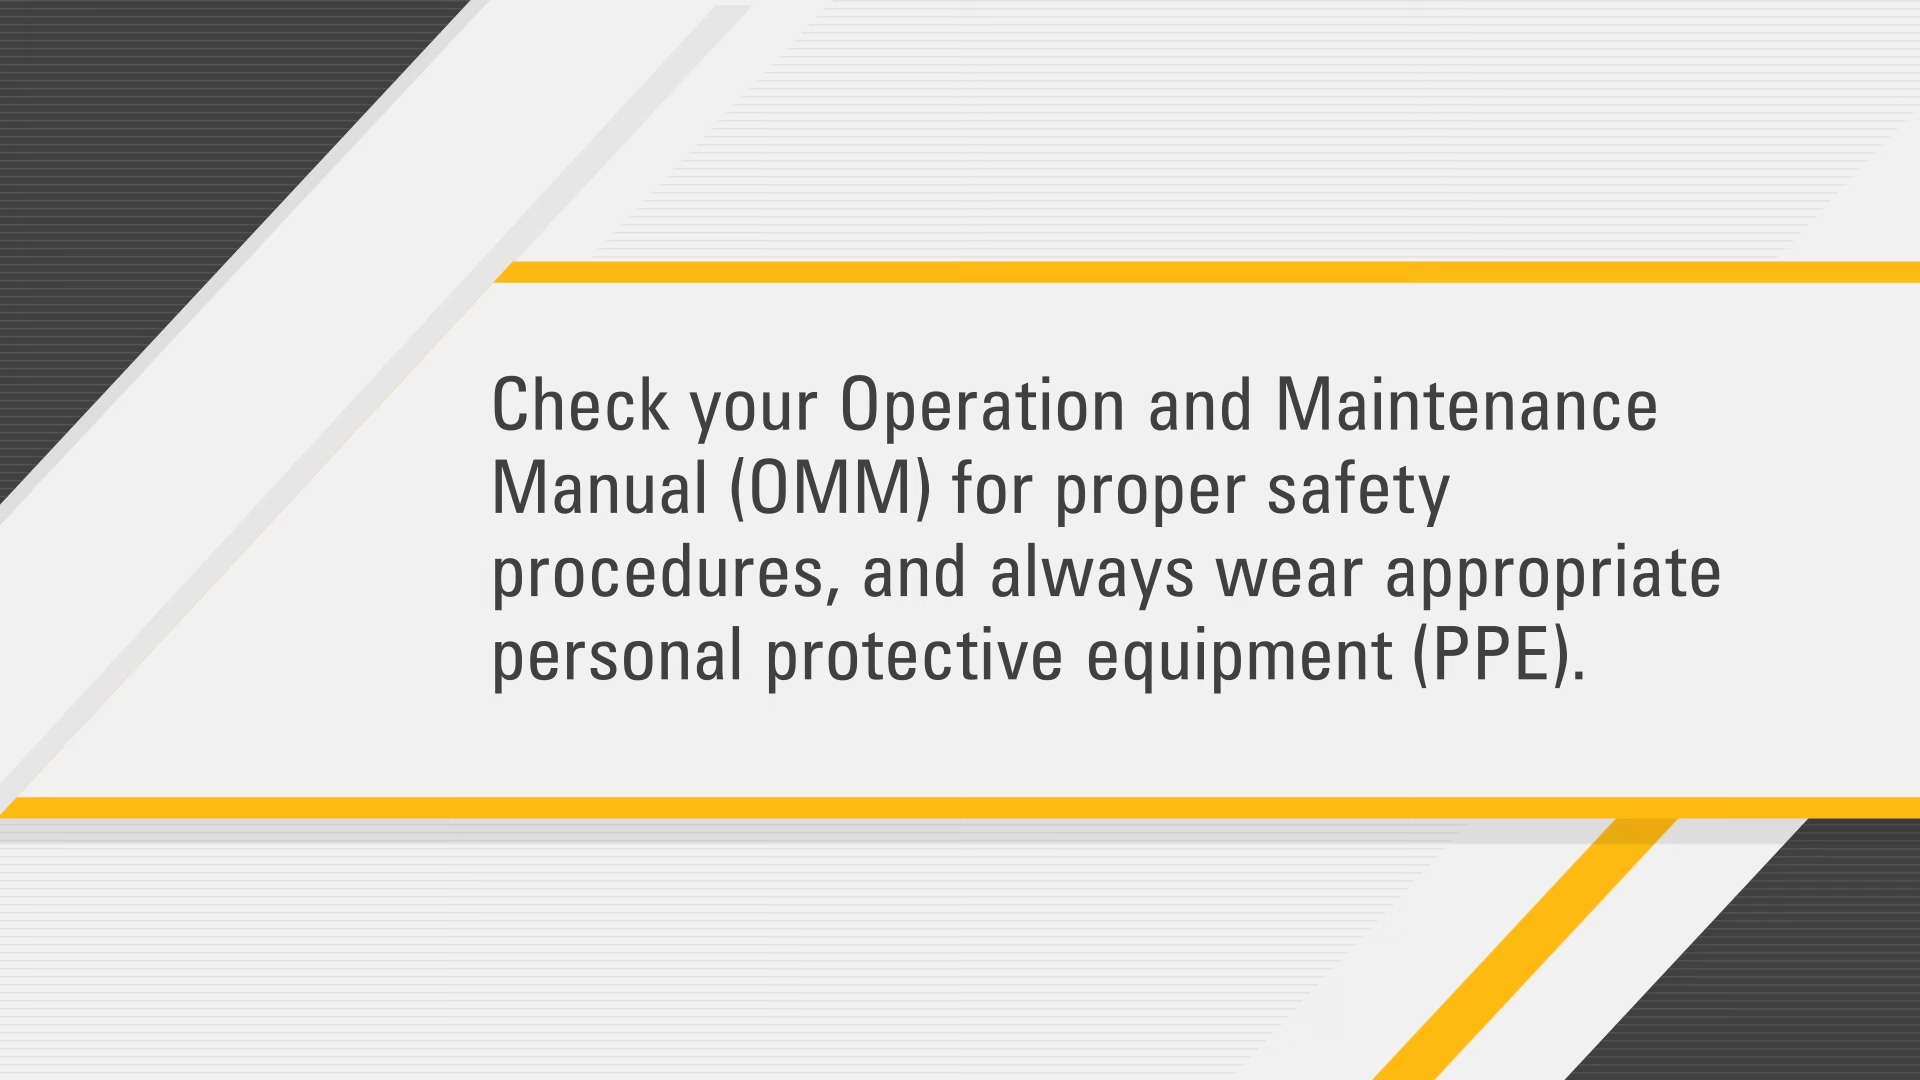 Check your Operation and Maintenance
Manual (OMM) for proper safety
procedures, and always wear appropriate
personal protective equipment (PPE).